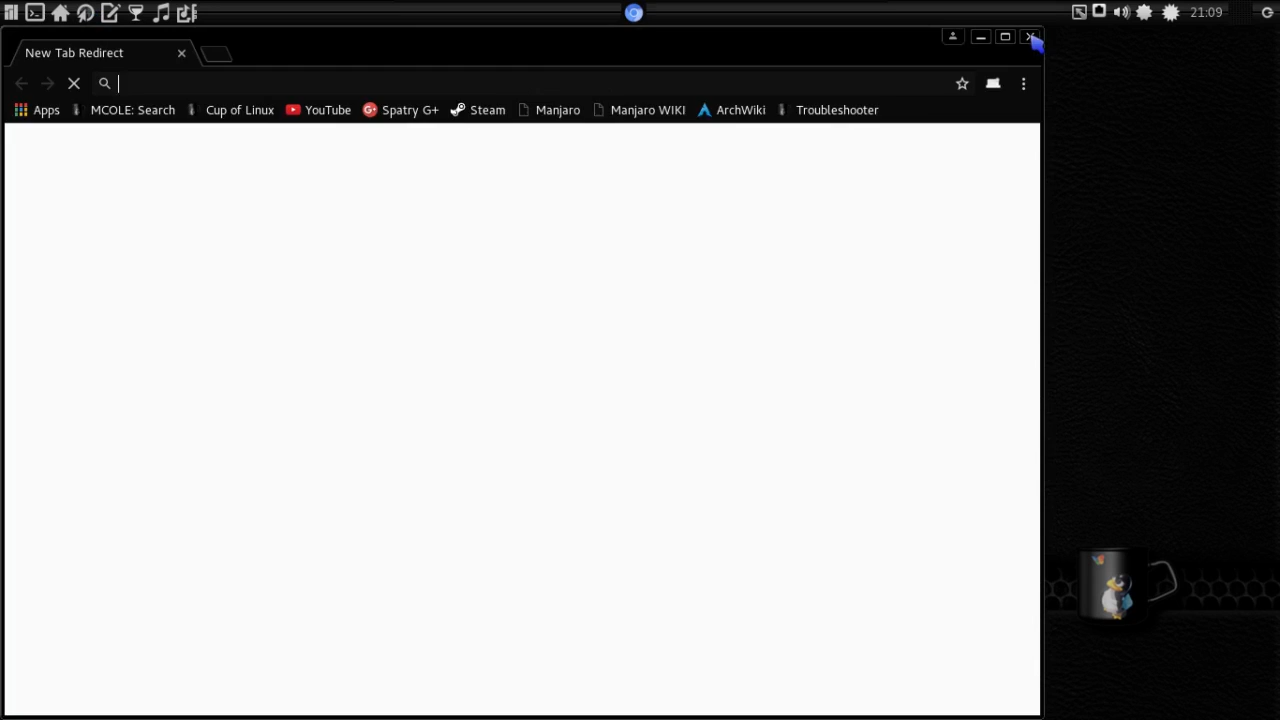 21:09
New Tab Redirect
Apps MCOLE: Search Cup of Linux YouTube Spatry G+ Steam Manjaro Manjaro WIKI ArchWiki Troubleshooter